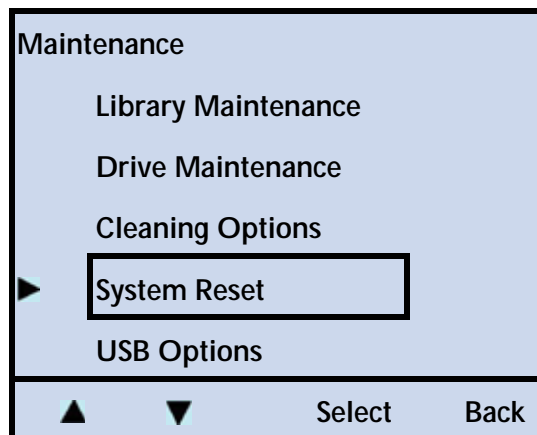 Maintenance
Library Maintenance
Drive Maintenance
Cleaning Options
System Reset
USB Options
Select Back